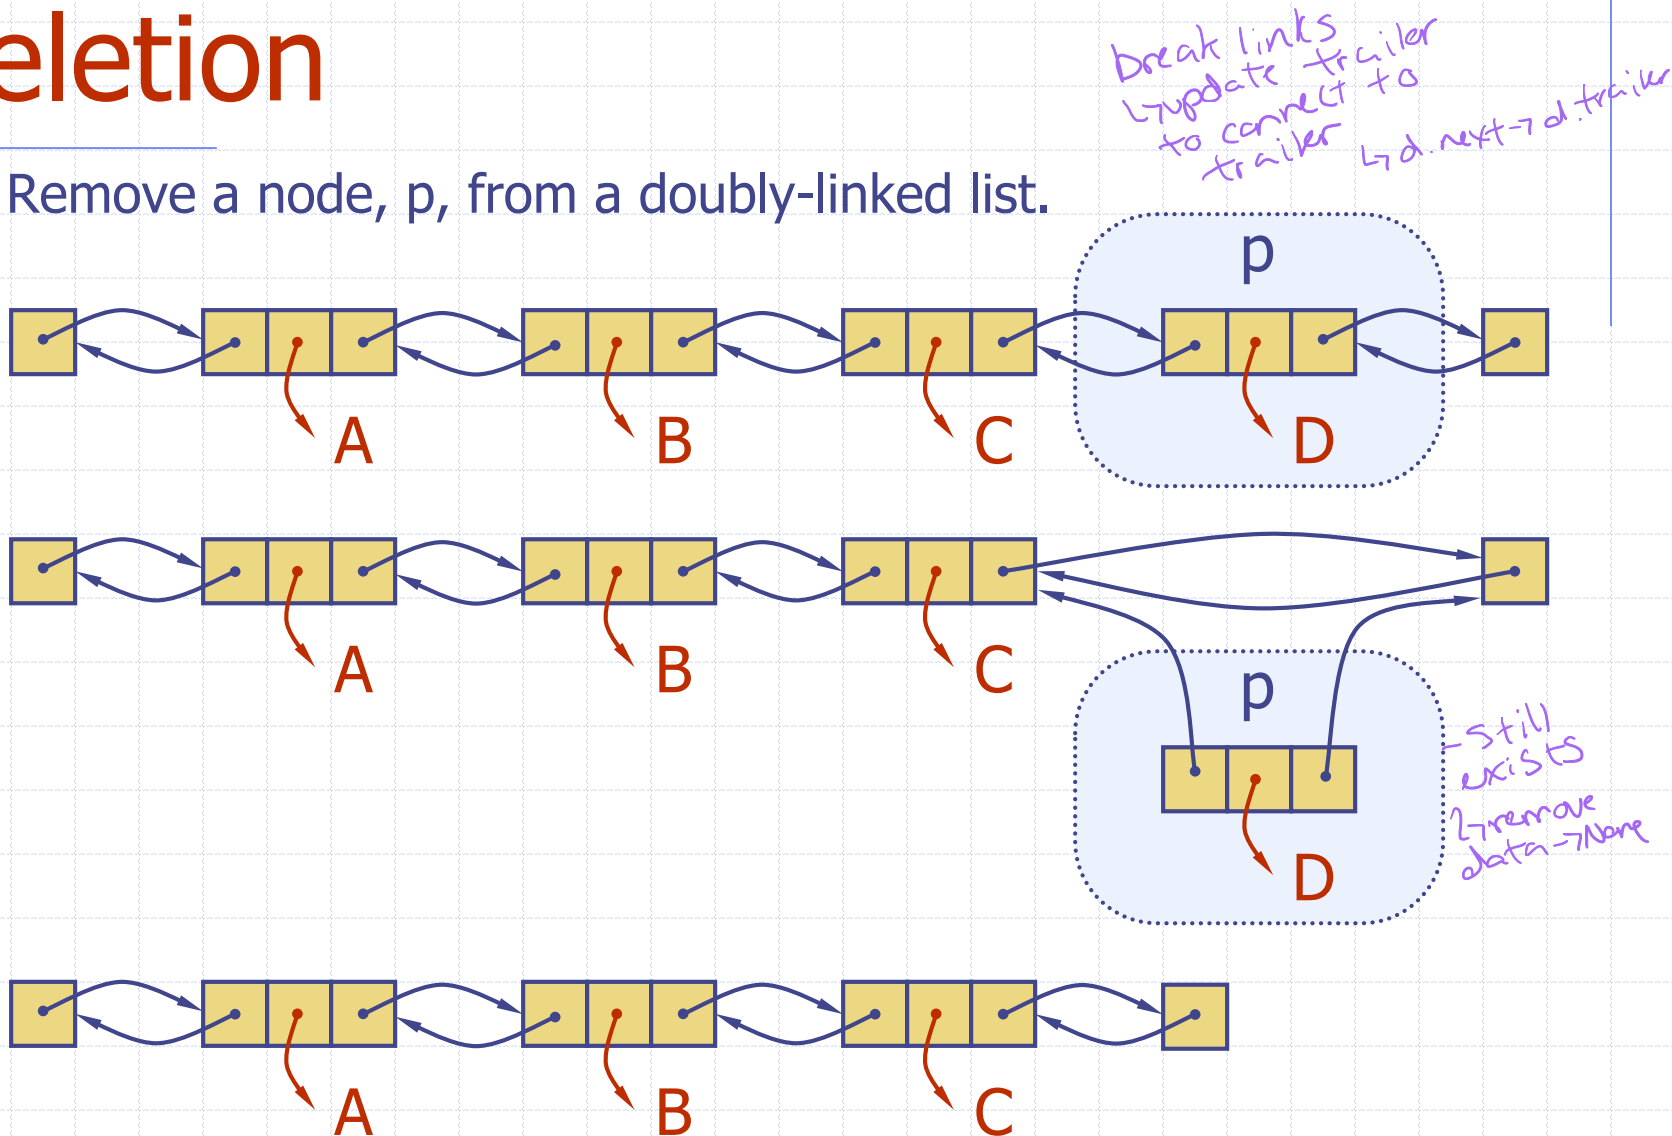 eletion
break links
↳update trailer
to connect to
trailer
↳d.next→d.trailer
Remove a node, p, from a doubly-linked list.
p
A
B
C
D
A
B
C
p
-still
exists
↳remove
data→None
D
A
B
C